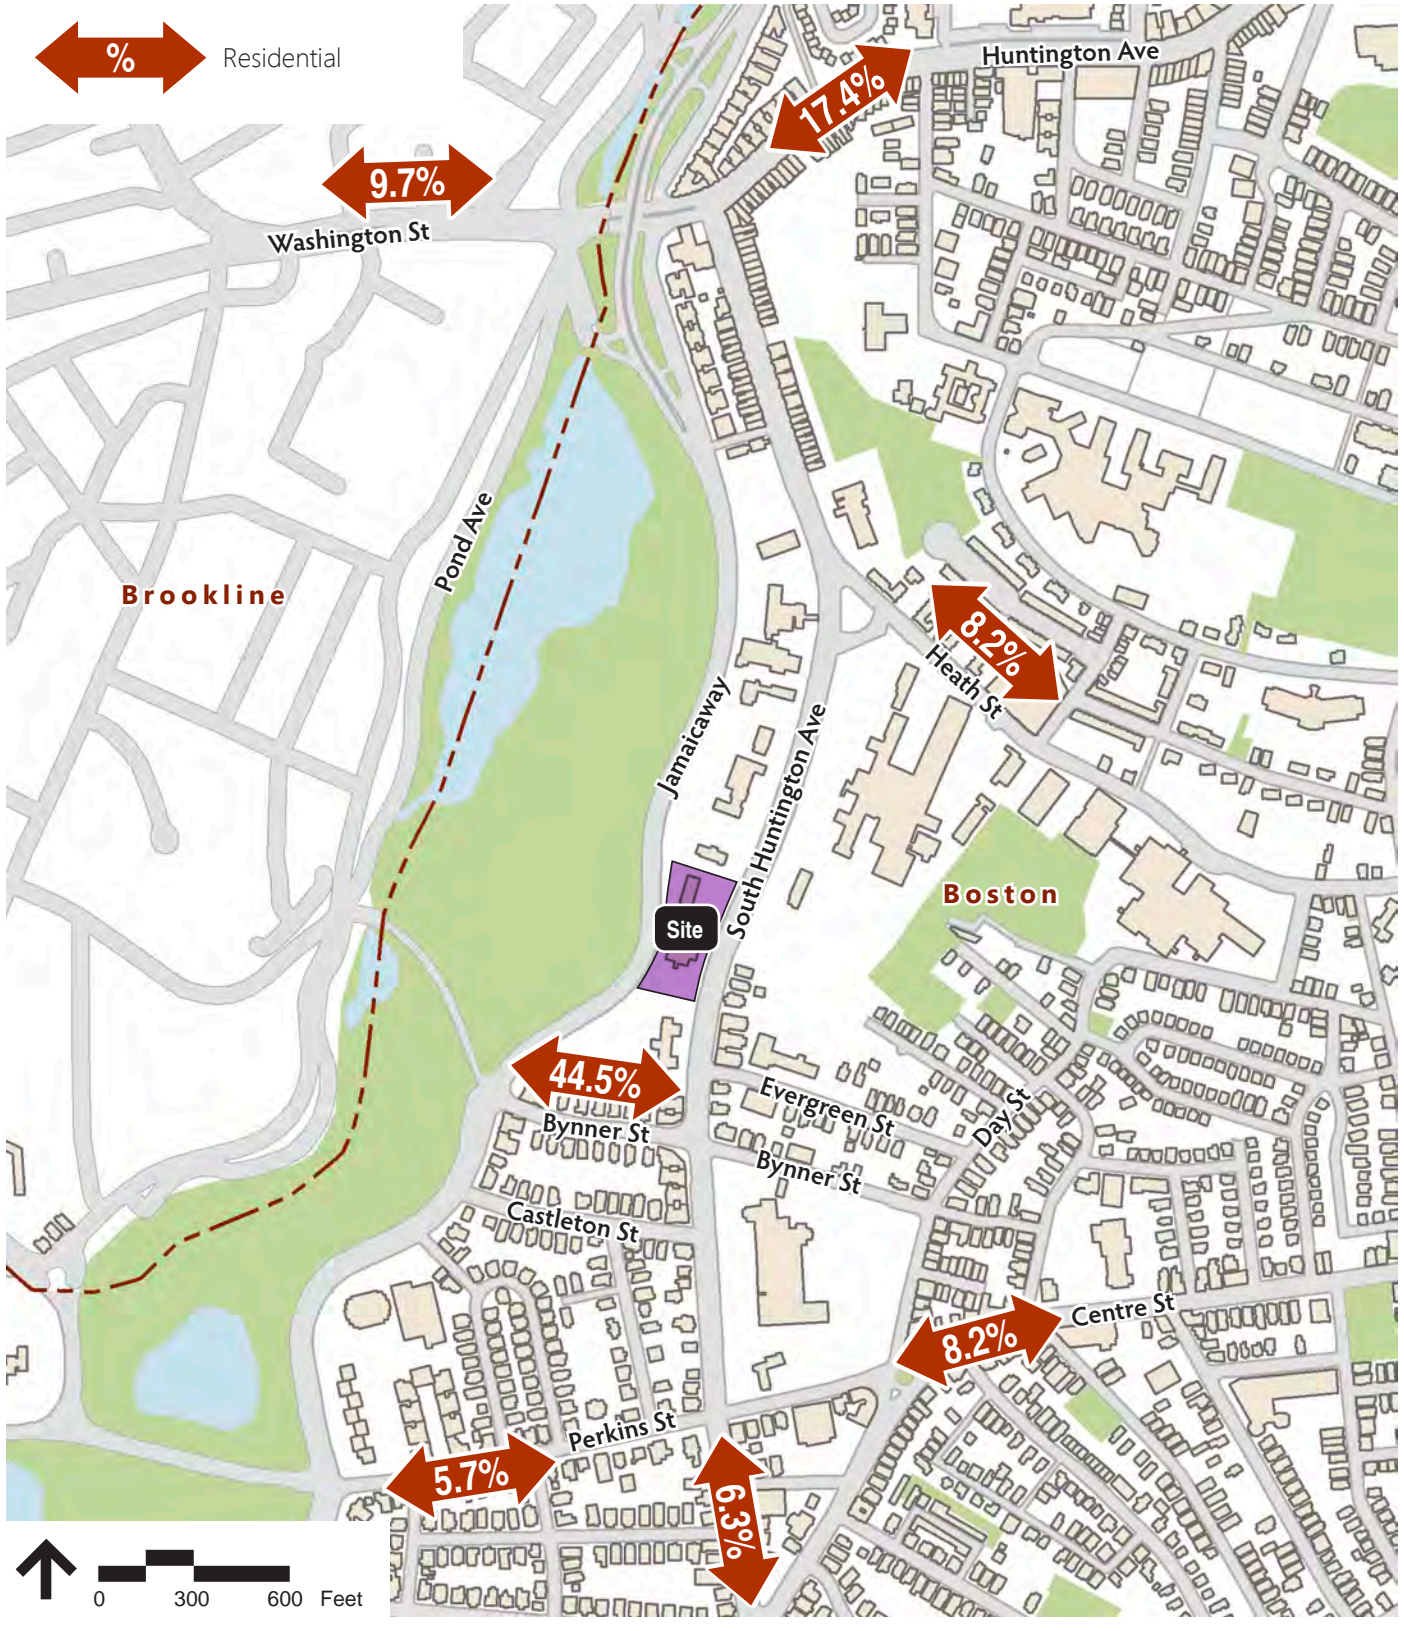 % Residential
Huntington Ave
17.4%
9.7%
Washington St
Pond Ave
Brookline
8.2%
Heath St
Jamaicaway
South Huntington Ave
Boston
Site
44.5%
Bynner St
Evergreen St
Day St
Bynner St
Castleton St
Centre St
8.2%
Perkins St
5.7%
6.3%
0 300 600 Feet